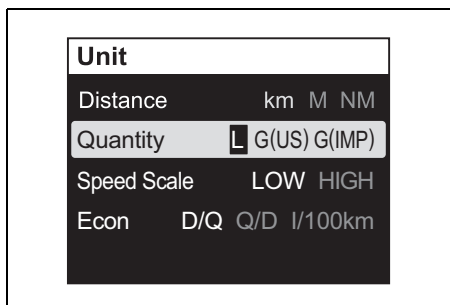 Unit
Distance km M NM
Quantity L G(US) G(IMP)
Speed Scale LOW HIGH
Econ D/Q Q/D l/100km